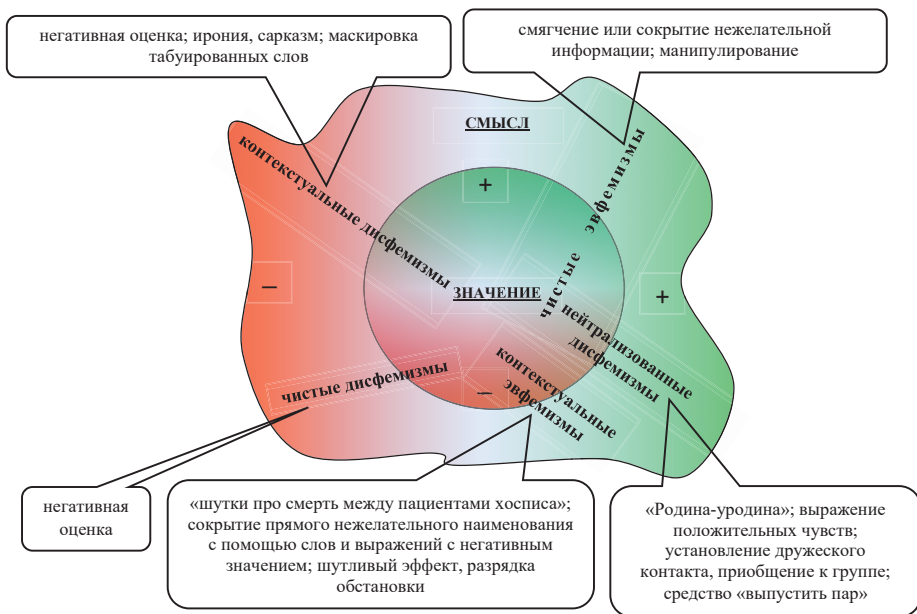 негативная оценка; ирония, сарказм; маскировка
табуированных слов
смягчение или сокрытие нежелательной
информации; манипулирование
СМЫСЛ
контекстуальные дисфемизмы
чистые эвфемизмы
+
–
ЗНАЧЕНИЕ
+
нейтрализованные
дисфемизмы
контекстуальные
эвфемизмы
чистые дисфемизмы
–
негативная
оценка
«шутки про смерть между пациентами хосписа»;
сокрытие прямого нежелательного наименования
с помощью слов и выражений с негативным
значением; шутливый эффект, разрядка
обстановки
«Родина-уродина»; выражение
положительных чувств;
установление дружеского
контакта, приобщение к группе;
средство «выпустить пар»